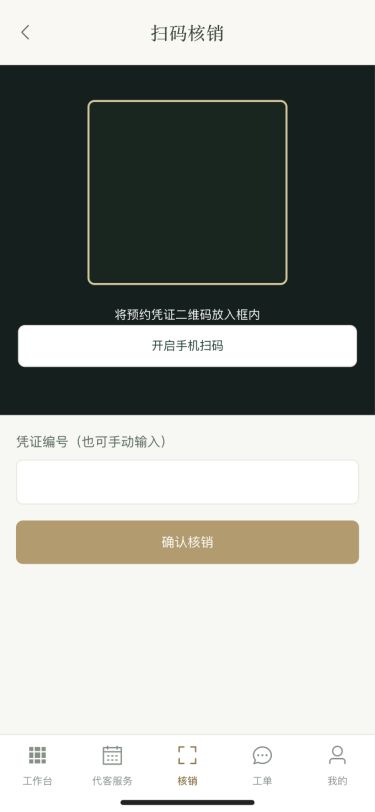 扫码核销
将预约凭证二维码放入框内
开启手机扫码
凭证编号（也可手动输入）
确认核销
工作台
代客服务
核销
工单
我的